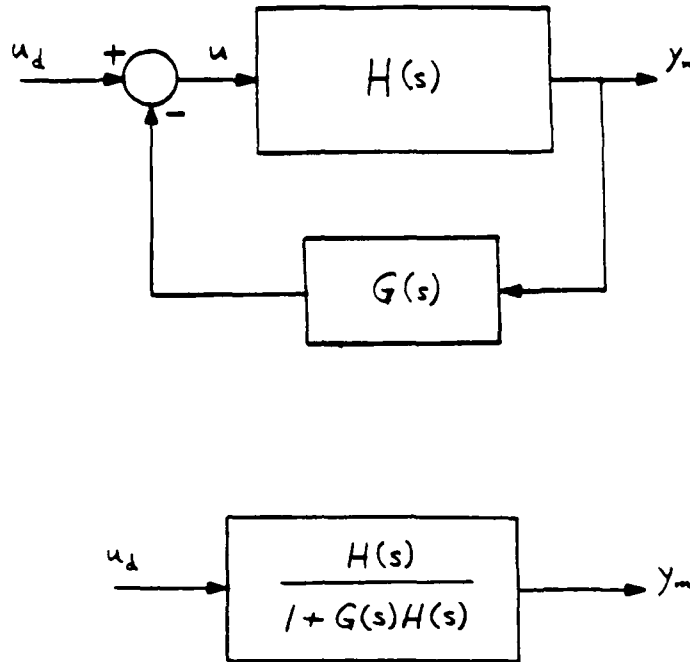 u_d + u H(s) y_m
-
G(s)
u_d H(s) y_m
1 + G(s)H(s)